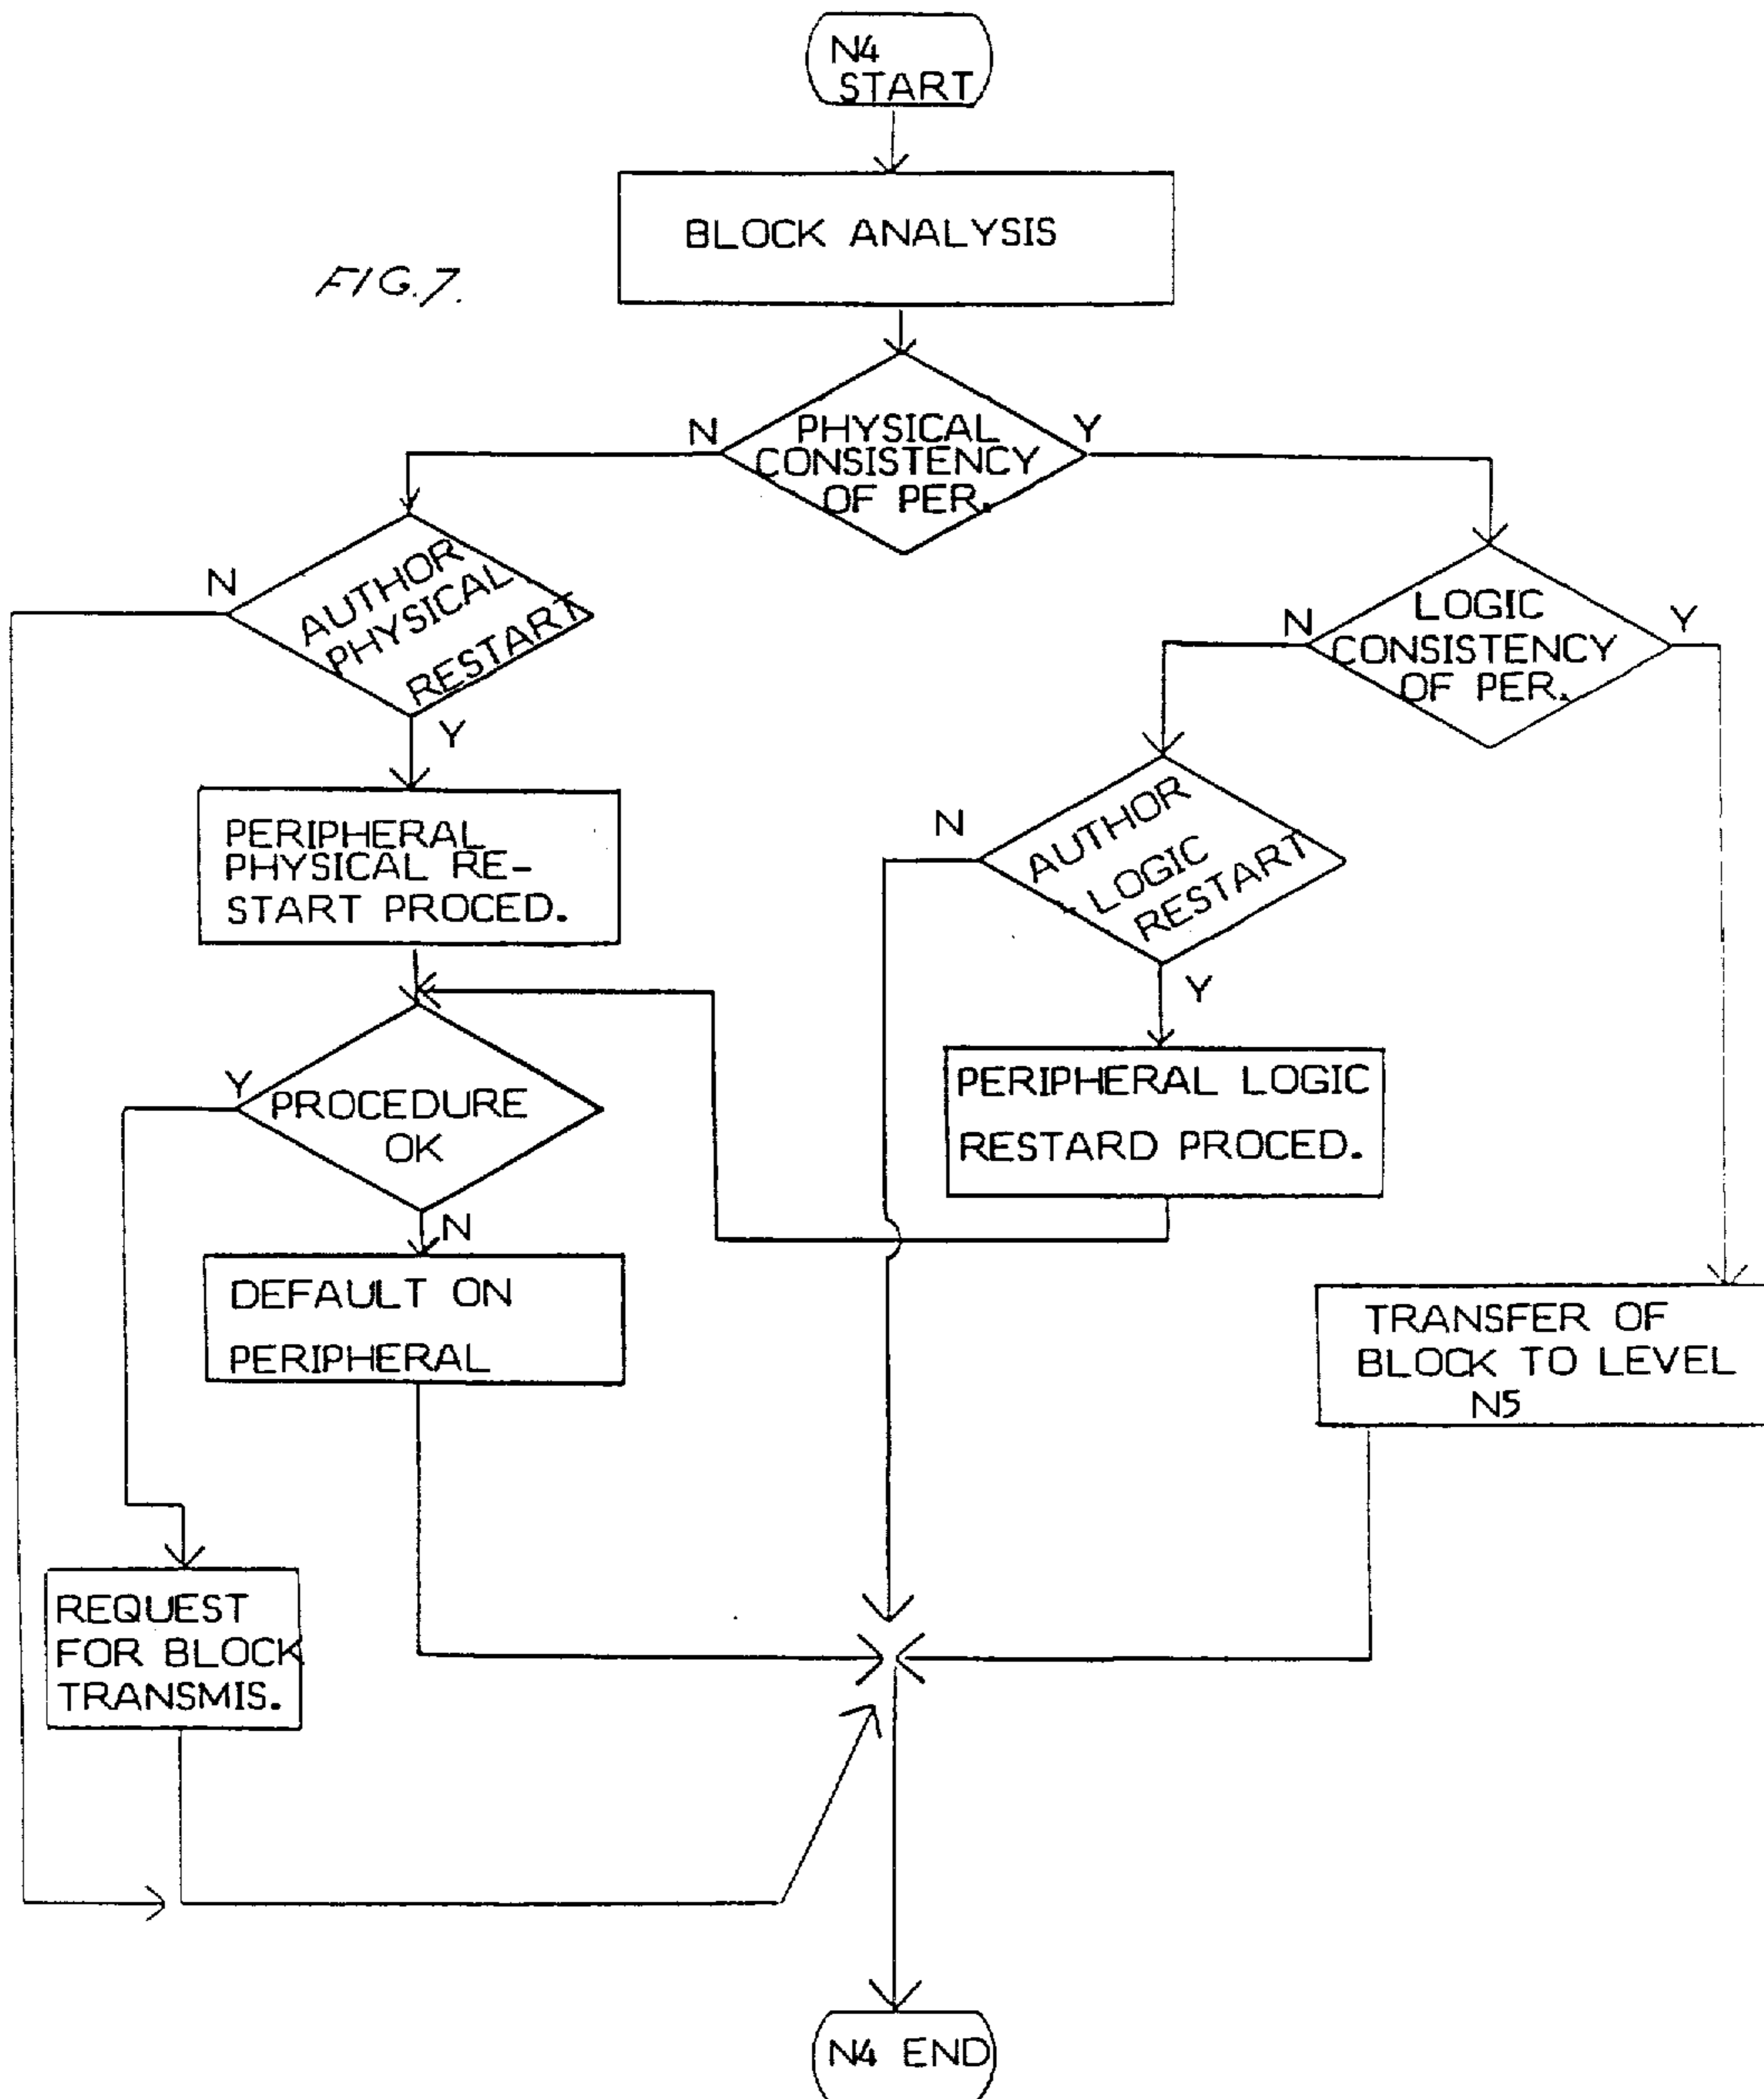 N4
START
BLOCK ANALYSIS
FIG.7.
N
PHYSICAL
CONSISTENCY
OF PER.
Y
N
AUTHOR
PHYSICAL
RESTART
Y
N
LOGIC
CONSISTENCY
OF PER.
Y
PERIPHERAL
PHYSICAL RE-
START PROCED.
N
AUTHOR
LOGIC
RESTART
Y
Y
PROCEDURE
OK
N
PERIPHERAL LOGIC
RESTARD PROCED.
DEFAULT ON
PERIPHERAL
TRANSFER OF
BLOCK TO LEVEL
N5
REQUEST
FOR BLOCK
TRANSMIS.
N4 END